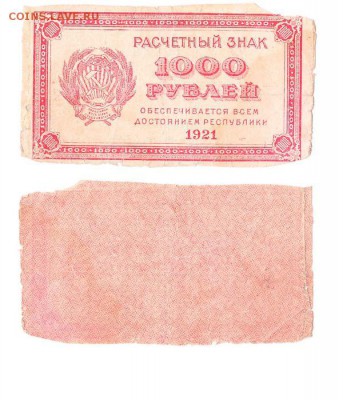 COINS.LAVE.RU
РАСЧЕТНЫЙ ЗНАК
1000
РУБЛЕЙ
ОБЕСПЕЧИВАЕТСЯ ВСЕМ
ДОСТОЯНИЕМ РЕСПУБЛИКИ
1921